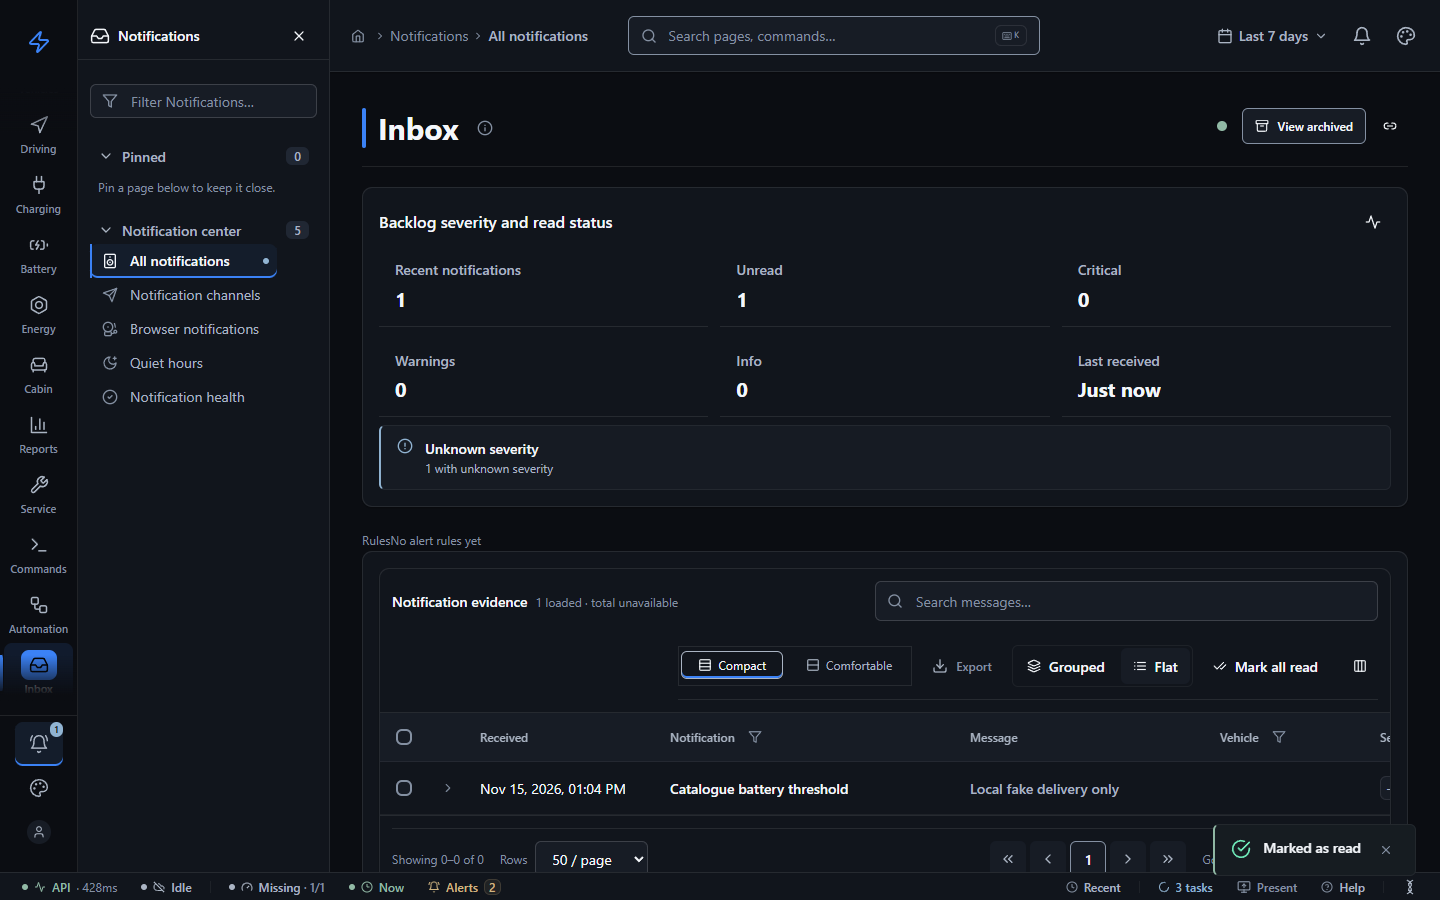 Notifications
Notifications
All notifications
Search pages, commands...
K
Last 7 days
Filter Notifications...
Pinned
0
Pin a page below to keep it close.
Notification center
5
All notifications
Notification channels
Browser notifications
Quiet hours
Notification health
Driving
Charging
Battery
Energy
Cabin
Reports
Service
Commands
Automation
Inbox
1
Inbox
View archived
Backlog severity and read status
Recent notifications
1
Unread
1
Critical
0
Warnings
0
Info
0
Last received
Just now
Unknown severity
1 with unknown severity
RulesNo alert rules yet
Notification evidence
1 loaded · total unavailable
Search messages...
Compact
Comfortable
Export
Grouped
Flat
Mark all read
Received
Notification
Message
Vehicle
Se
Nov 15, 2026, 01:04 PM
Catalogue battery threshold
Local fake delivery only
Showing 0–0 of 0
Rows
50 / page
1
Marked as read
API · 428ms
Idle
Missing · 1/1
Now
Alerts 2
Recent
3 tasks
Present
Help